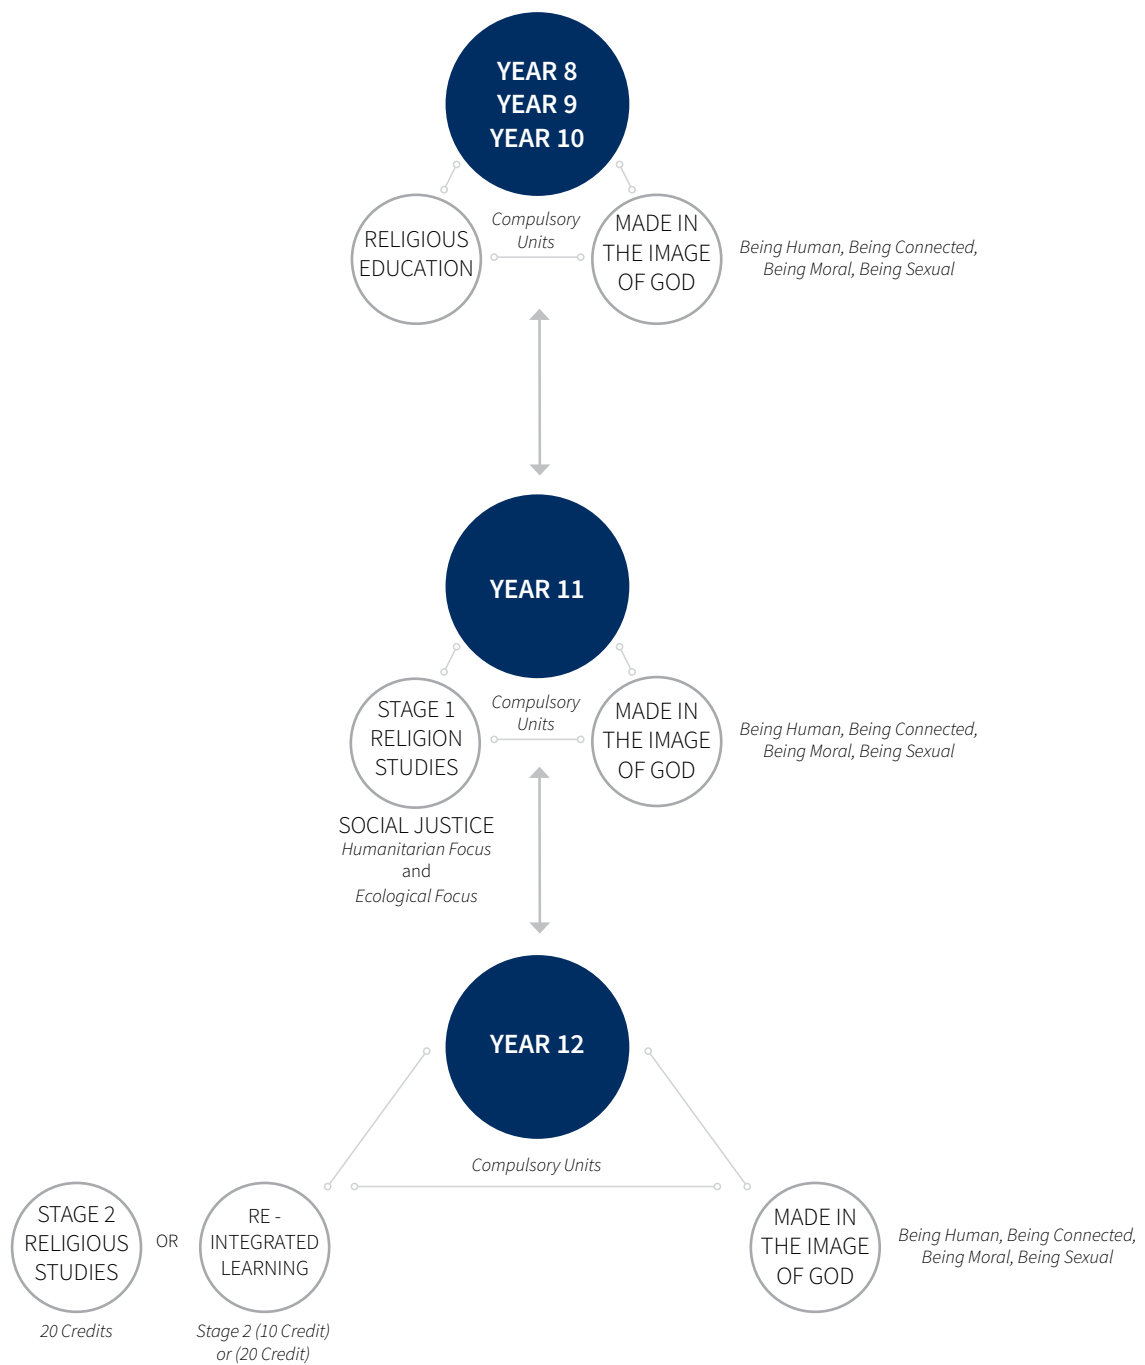 YEAR 8
YEAR 9
YEAR 10
RELIGIOUS
EDUCATION
Compulsory
Units
MADE IN
THE IMAGE
OF GOD
Being Human, Being Connected,
Being Moral, Being Sexual
YEAR 11
STAGE 1
RELIGION
STUDIES
Compulsory
Units
MADE IN
THE IMAGE
OF GOD
Being Human, Being Connected,
Being Moral, Being Sexual
SOCIAL JUSTICE
Humanitarian Focus
and
Ecological Focus
YEAR 12
Compulsory Units
STAGE 2
RELIGIOUS
STUDIES
OR
RE -
INTEGRATED
LEARNING
MADE IN
THE IMAGE
OF GOD
Being Human, Being Connected,
Being Moral, Being Sexual
20 Credits
Stage 2 (10 Credit)
or (20 Credit)